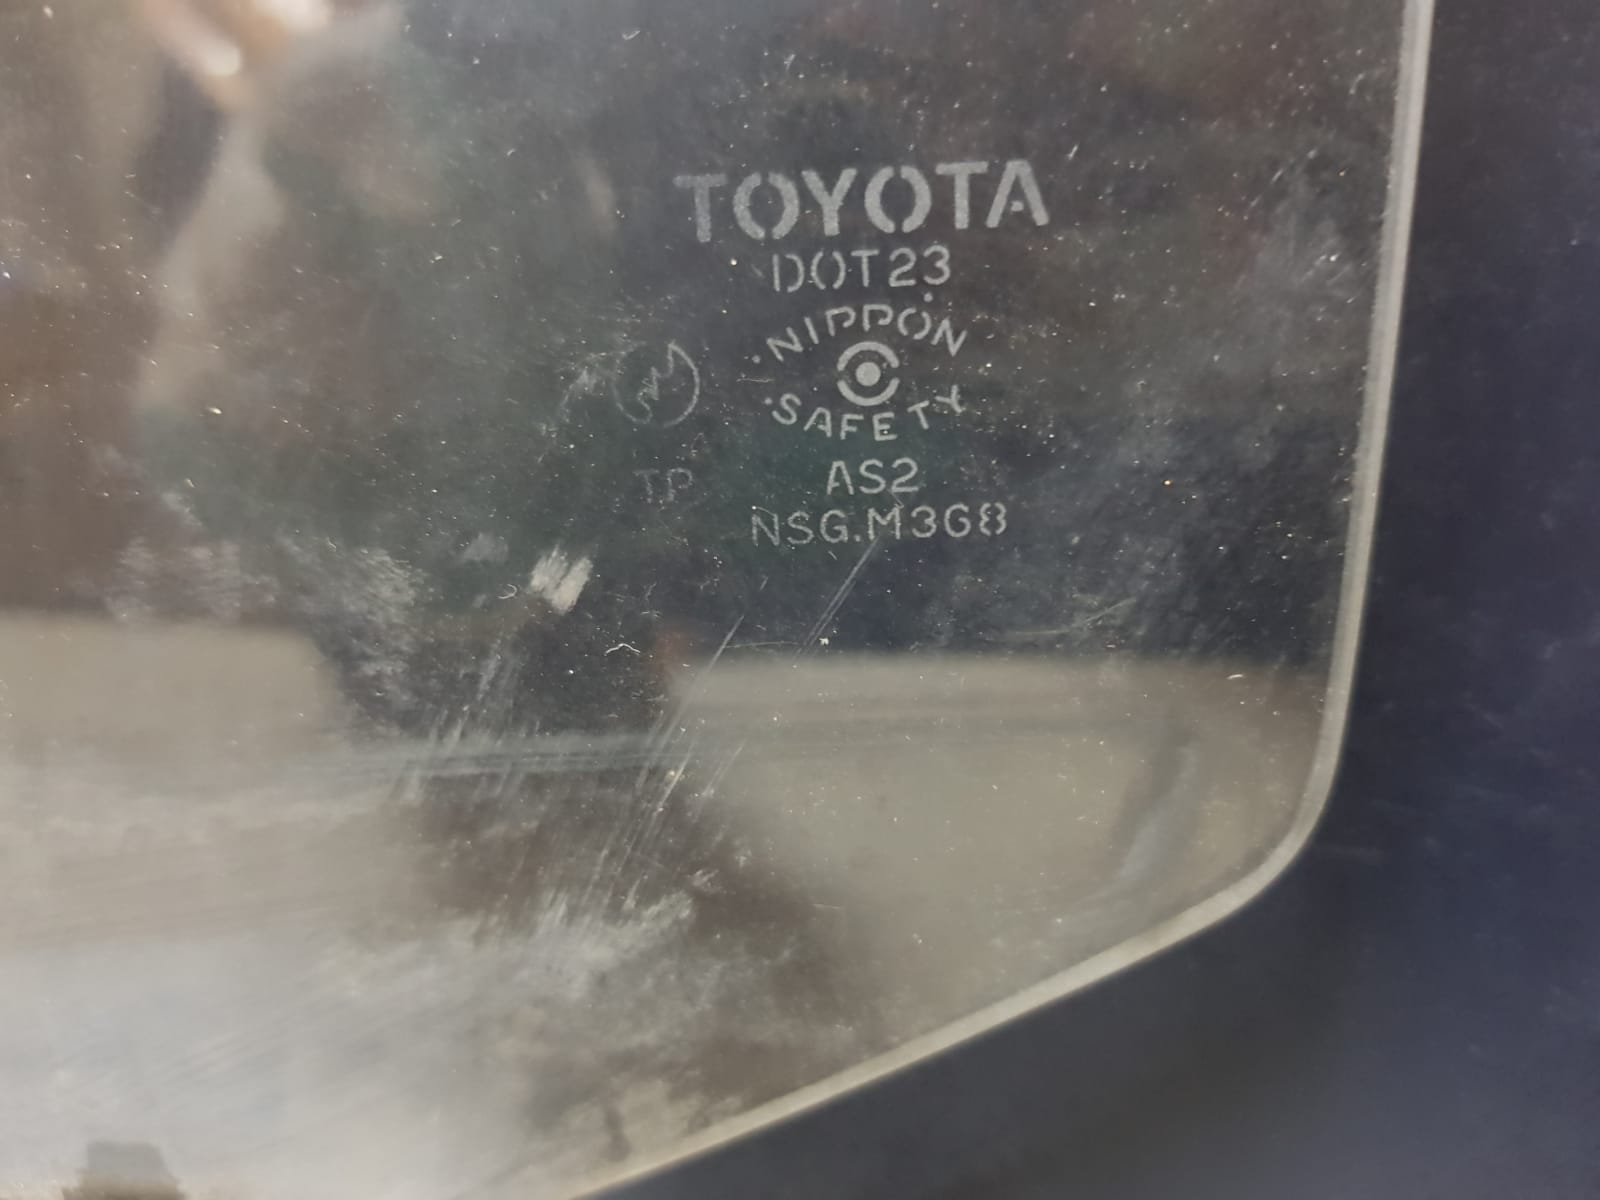 TOYOTA
DOT23
NIPPON
SAFETY
TP
AS2
NSG.M3G8